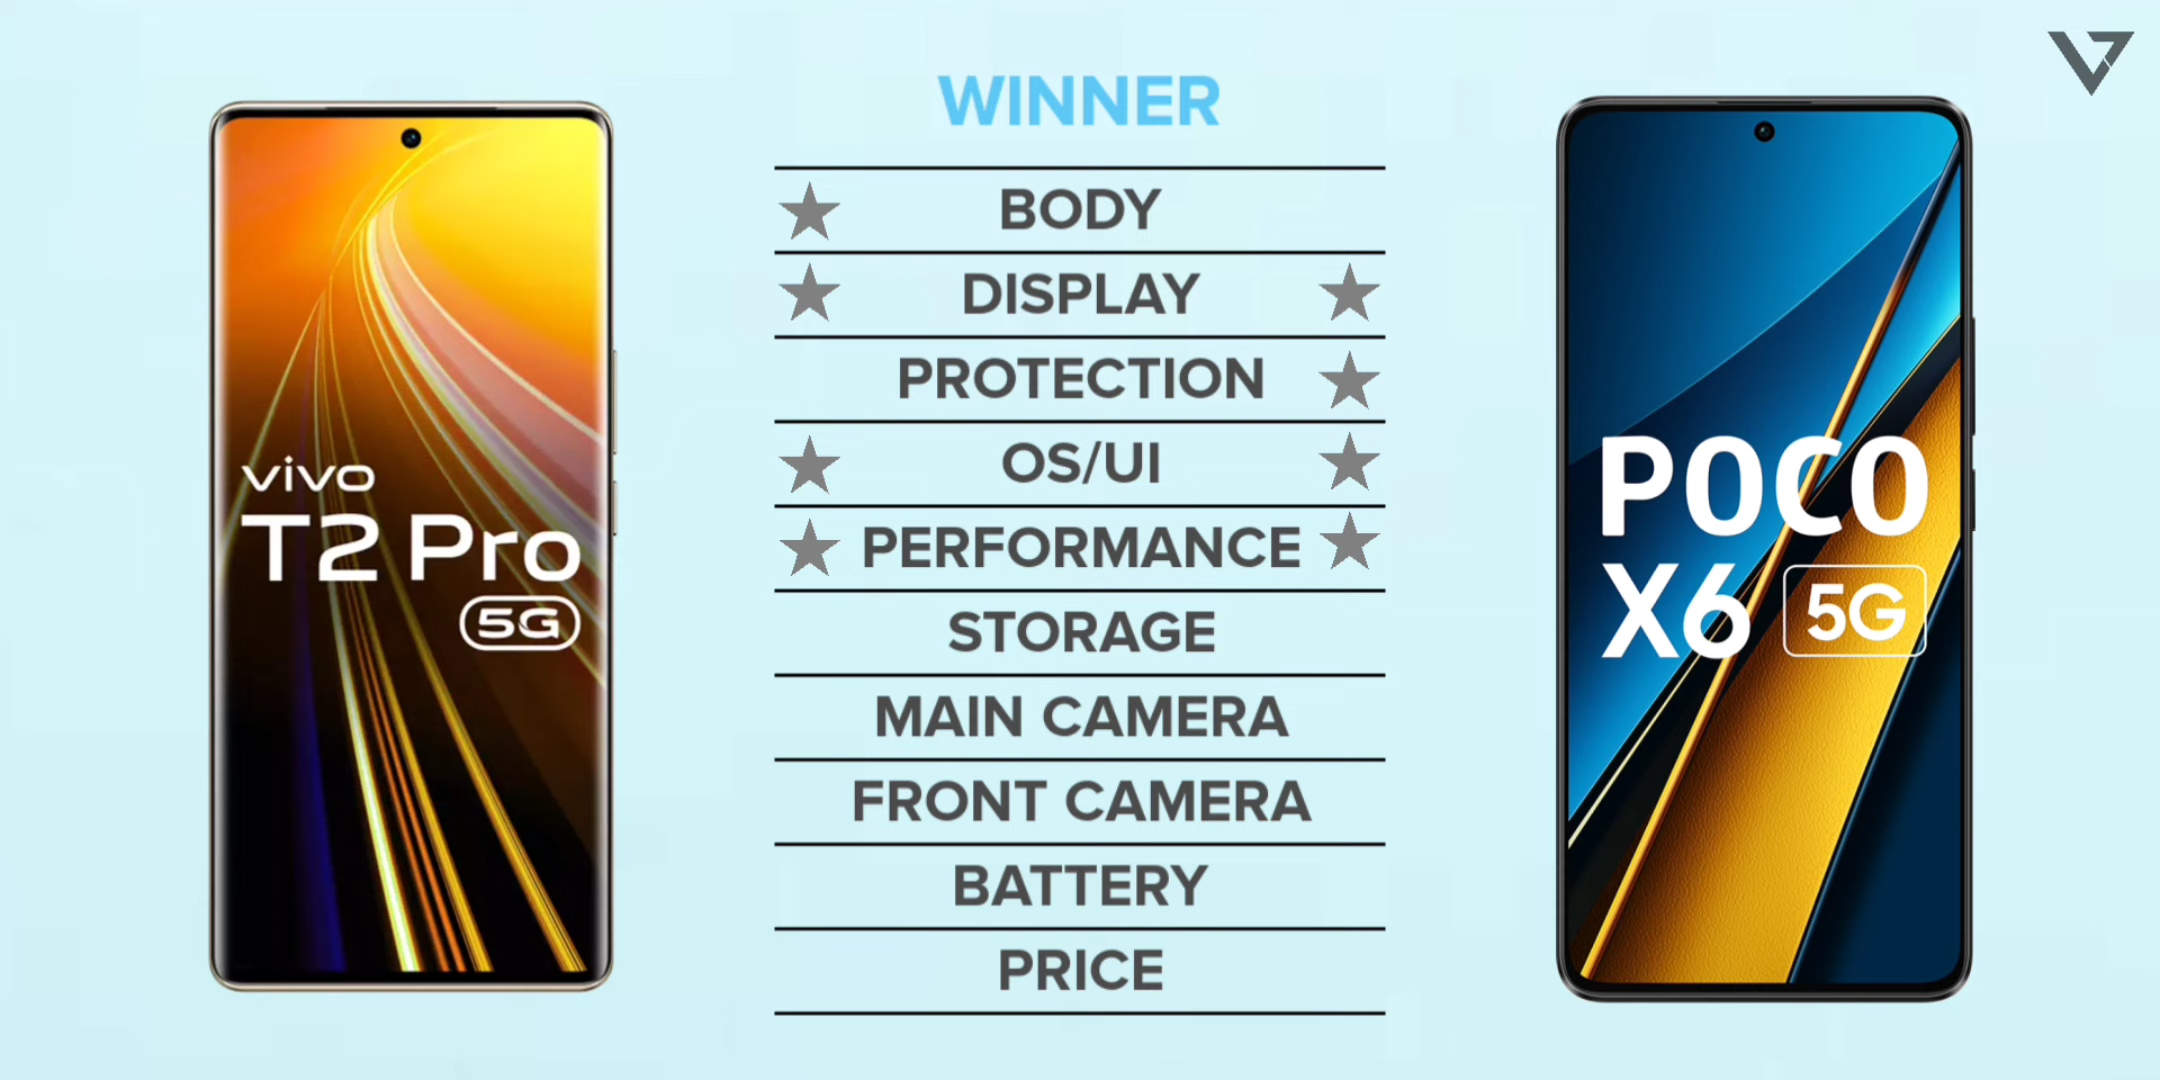 WINNER
BODY
DISPLAY
PROTECTION
OS/UI
PERFORMANCE
STORAGE
MAIN CAMERA
FRONT CAMERA
BATTERY
PRICE
vivo
T2 Pro
5G
POCO
X6 5G